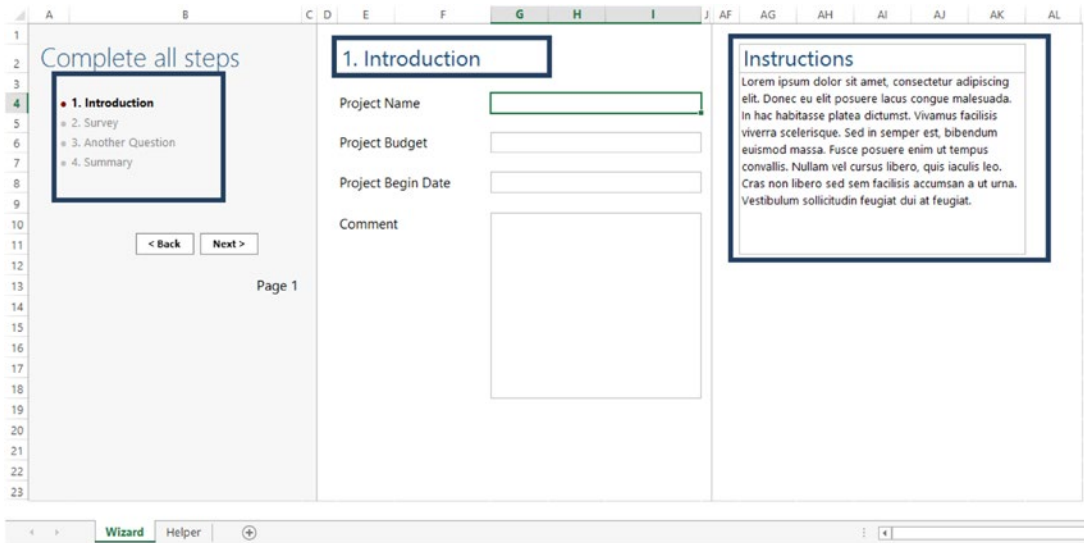 A B C D E F G H I J AF AG AH AI AJ AK AL
1
2
3
4
5
6
7
8
9
10
11
12
13
14
15
16
17
18
19
20
21
22
23
Complete all steps
1. Introduction
2. Survey
3. Another Question
4. Summary
< Back Next >
Page 1
1. Introduction
Project Name
Project Budget
Project Begin Date
Comment
Instructions
Lorem ipsum dolor sit amet, consectetur adipiscing
elit. Donec eu elit posuere lacus congue malesuada.
In hac habitasse platea dictumst. Vivamus facilisis
viverra scelerisque. Sed in semper est, bibendum
euismod massa. Fusce posuere enim ut tempus
convallis. Nullam vel cursus libero, quis iaculis leo.
Cras non libero sed sem facilisis accumsan a ut urna.
Vestibulum sollicitudin feugiat dui at feugiat.
Wizard Helper